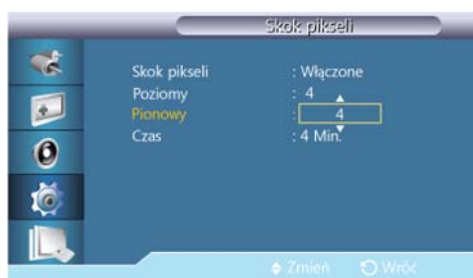 Skok pikseli
Skok pikseli : Włączone
Poziomy : 4
Pionowy : 4
Czas : 4 Min.
Zmień Wróć